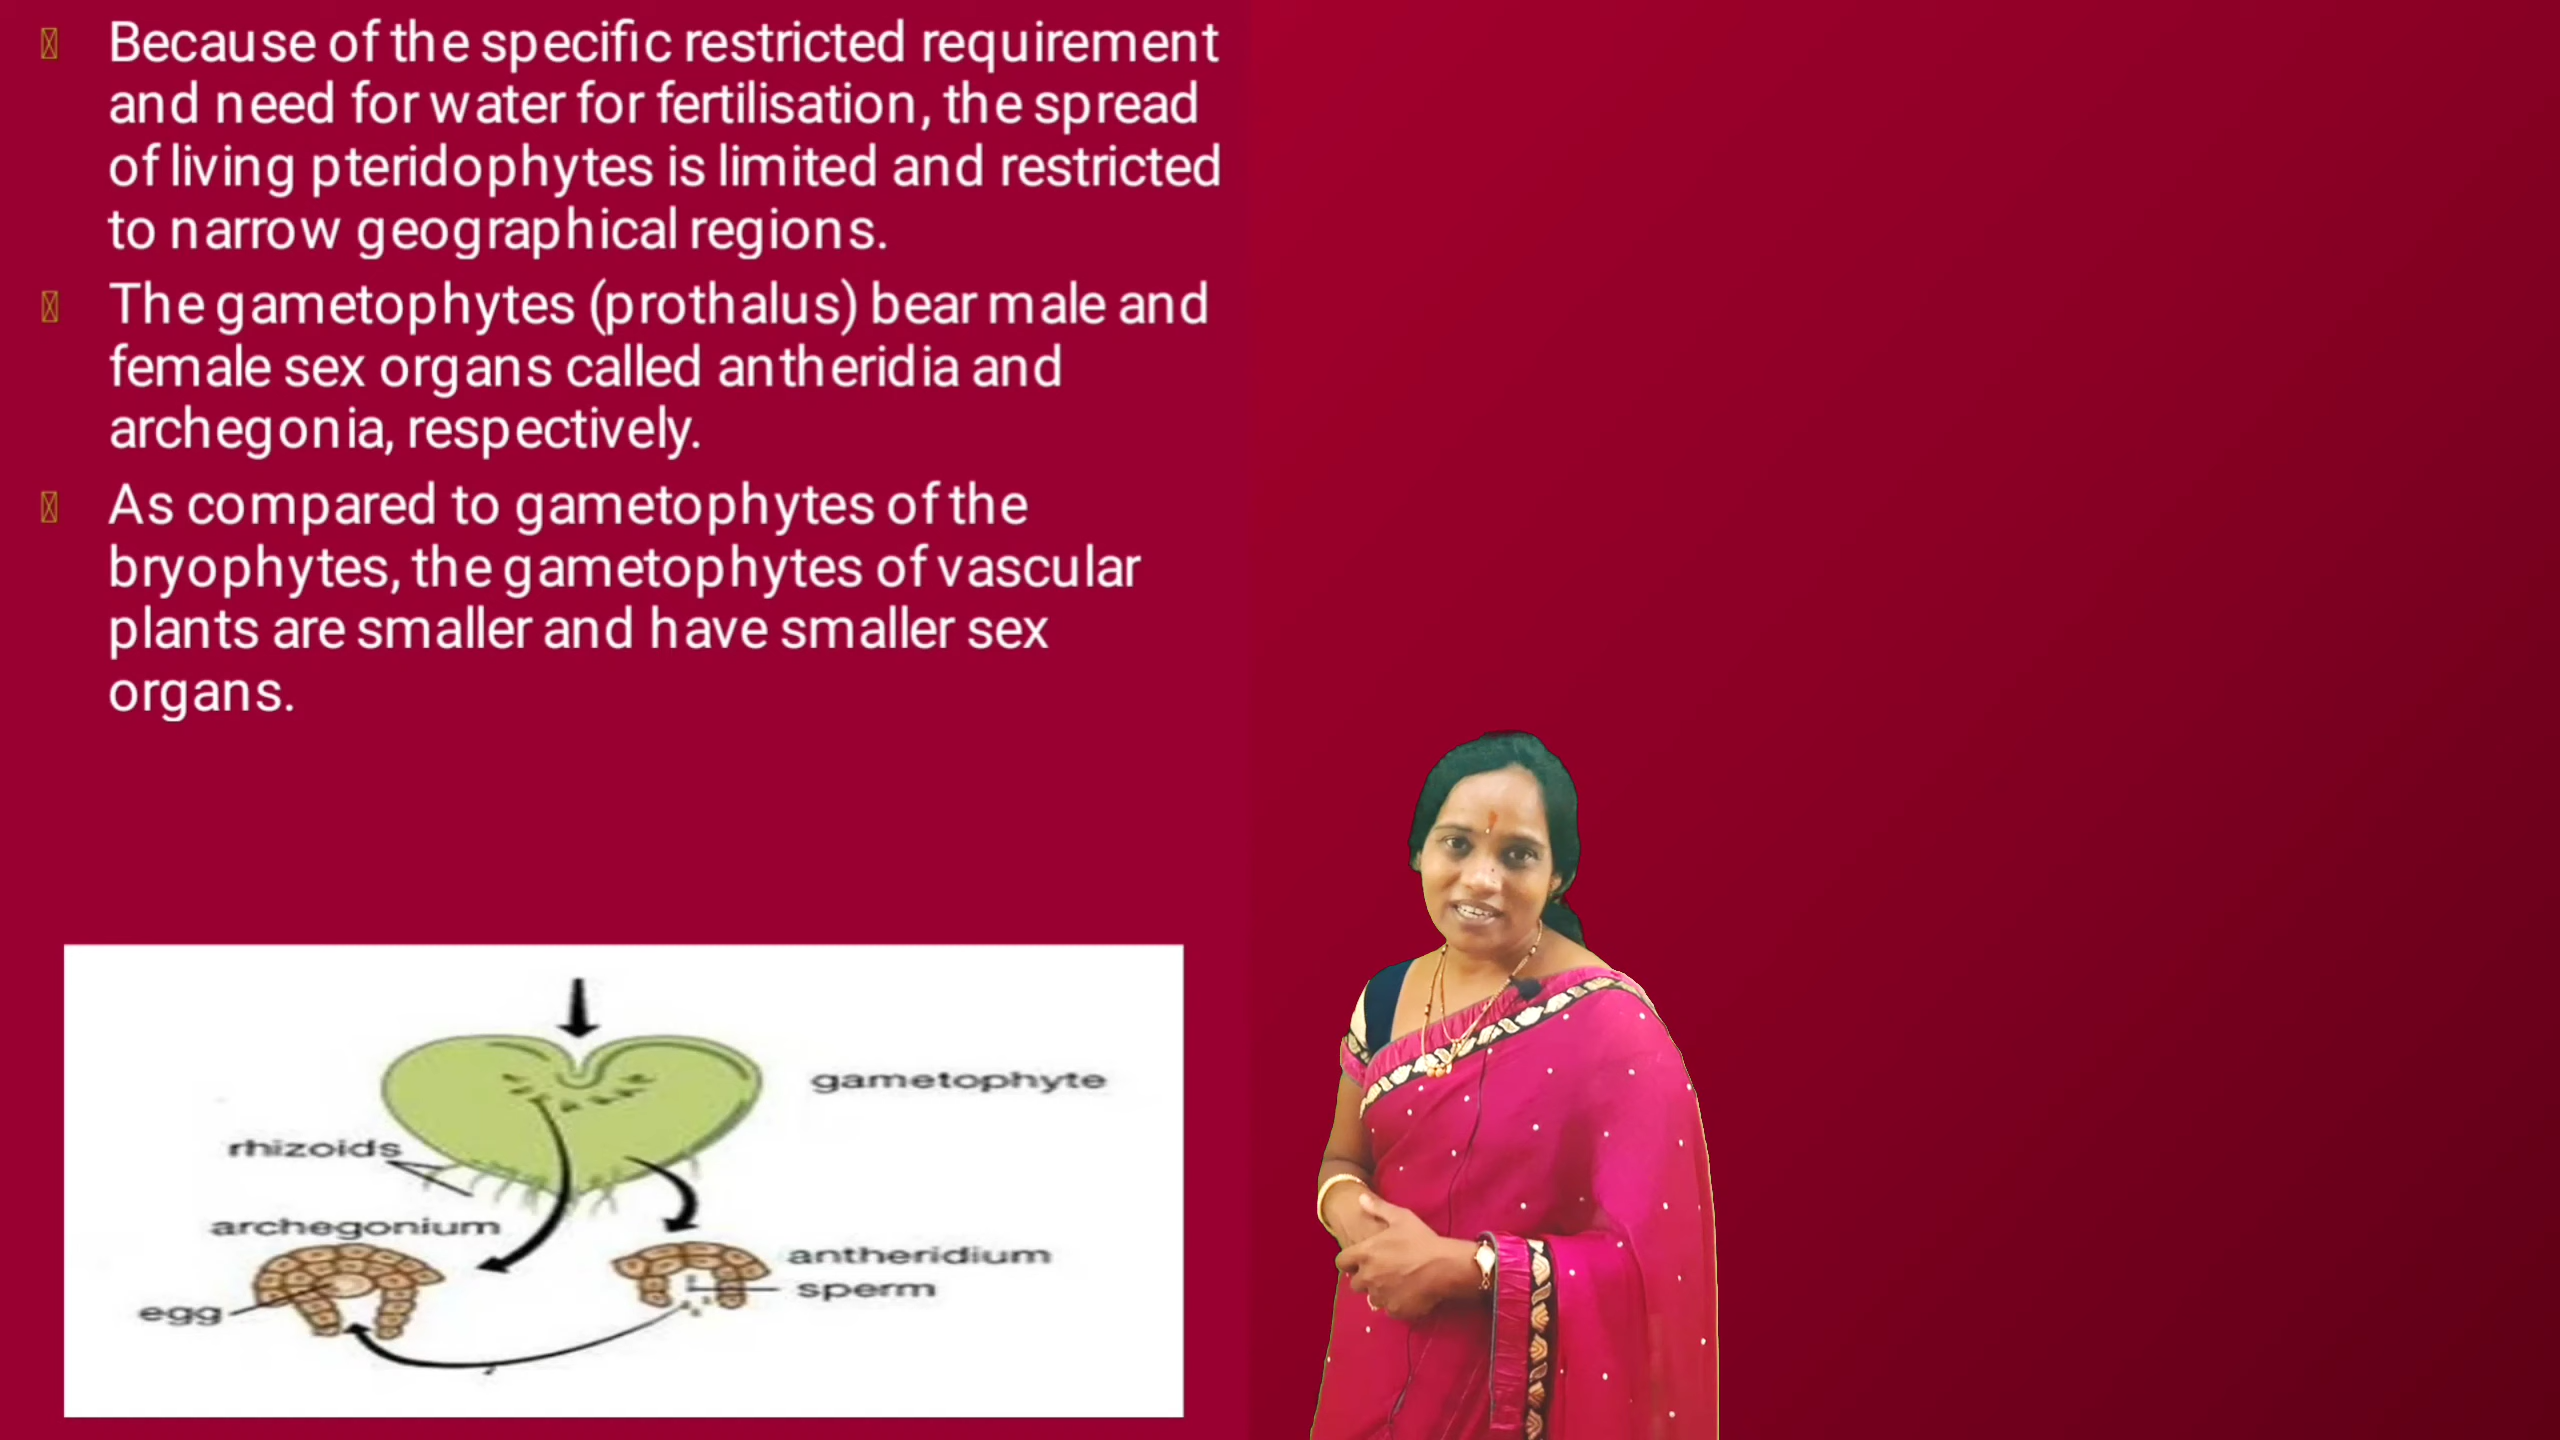 Because of the specific restricted requirement
and need for water for fertilisation, the spread
of living pteridophytes is limited and restricted
to narrow geographical regions.
The gametophytes (prothalus) bear male and
female sex organs called antheridia and
archegonia, respectively.
As compared to gametophytes of the
bryophytes, the gametophytes of vascular
plants are smaller and have smaller sex
organs.
gametophyte
rhizoids
archegonium
antheridium
sperm
egg